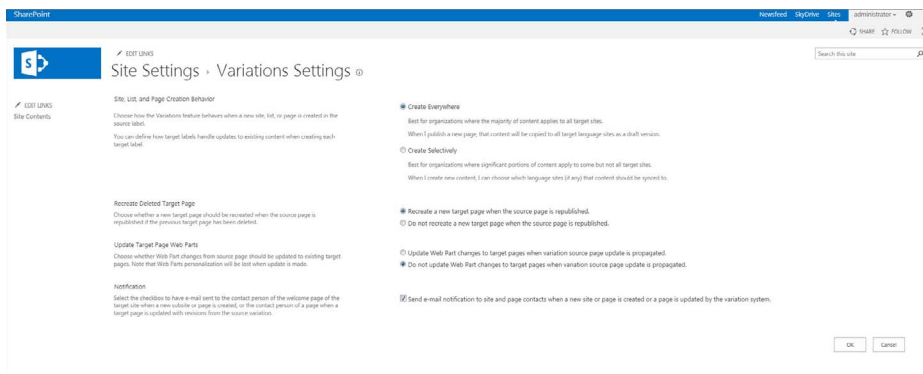 SharePoint
Newsfeed SkyDrive Sites administrator
SHARE FOLLOW
EDIT LINKS
Search this site
S
Site Settings Variations Settings
EDIT LINKS
Site Contents
Site, List, and Page Creation Behavior
Choose how the Variations feature behaves when a new site, list, or page is created in the
source label.
You can define how target labels handle updates to existing content when creating each
target label.
Create Everywhere
Best for organizations where the majority of content applies to all target sites.
When I publish a new page, that content will be copied to all target language sites as a draft version.
Create Selectively
Best for organizations where significant portions of content apply to some but not all target sites.
When I create new content, I can choose which language sites (if any) that content should be synced to.
Recreate Deleted Target Page
Choose whether a new target page should be recreated when the source page is
republished if the previous target page has been deleted.
Recreate a new target page when the source page is republished.
Do not recreate a new target page when the source page is republished.
Update Target Page Web Parts
Choose whether Web Part changes from source page should be updated to existing target
pages. Note that Web Parts personalization will be lost when update is made.
Update Web Part changes to target pages when variation source page update is propagated.
Do not update Web Part changes to target pages when variation source page update is propagated.
Notification
Select the checkbox to have e-mail sent to the contact person of the welcome page of the
target site when a new subsite or page is created, or the contact person of a page when a
target page is updated with revisions from the source variation.
Send e-mail notification to site and page contacts when a new site or page is created or a page is updated by the variation system.
OK Cancel